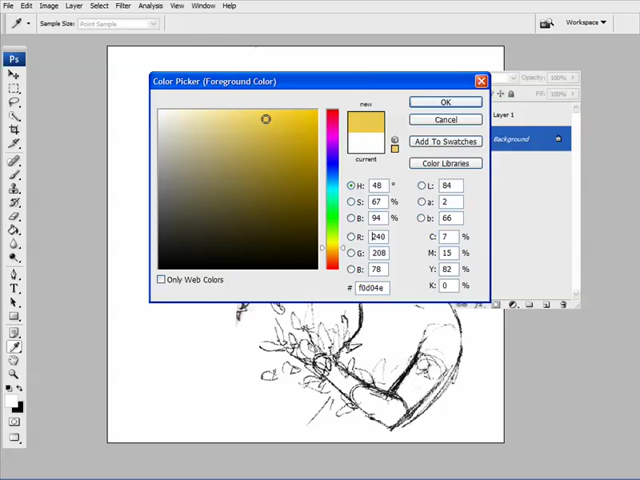 File Edit Image Layer Select Filter Analysis View Window Help
Sample Size: Point Sample
Workspace
Ps
Color Picker (Foreground Color)
new
current
OK
Cancel
Add To Swatches
Color Libraries
H: 48 °
S: 67 %
B: 94 %
R: 240
G: 208
B: 78
# f0d04e
L: 84
a: 2
b: 66
C: 7 %
M: 15 %
Y: 82 %
K: 0 %
Only Web Colors
Opacity: 100%
Fill: 100%
Layer 1
Background